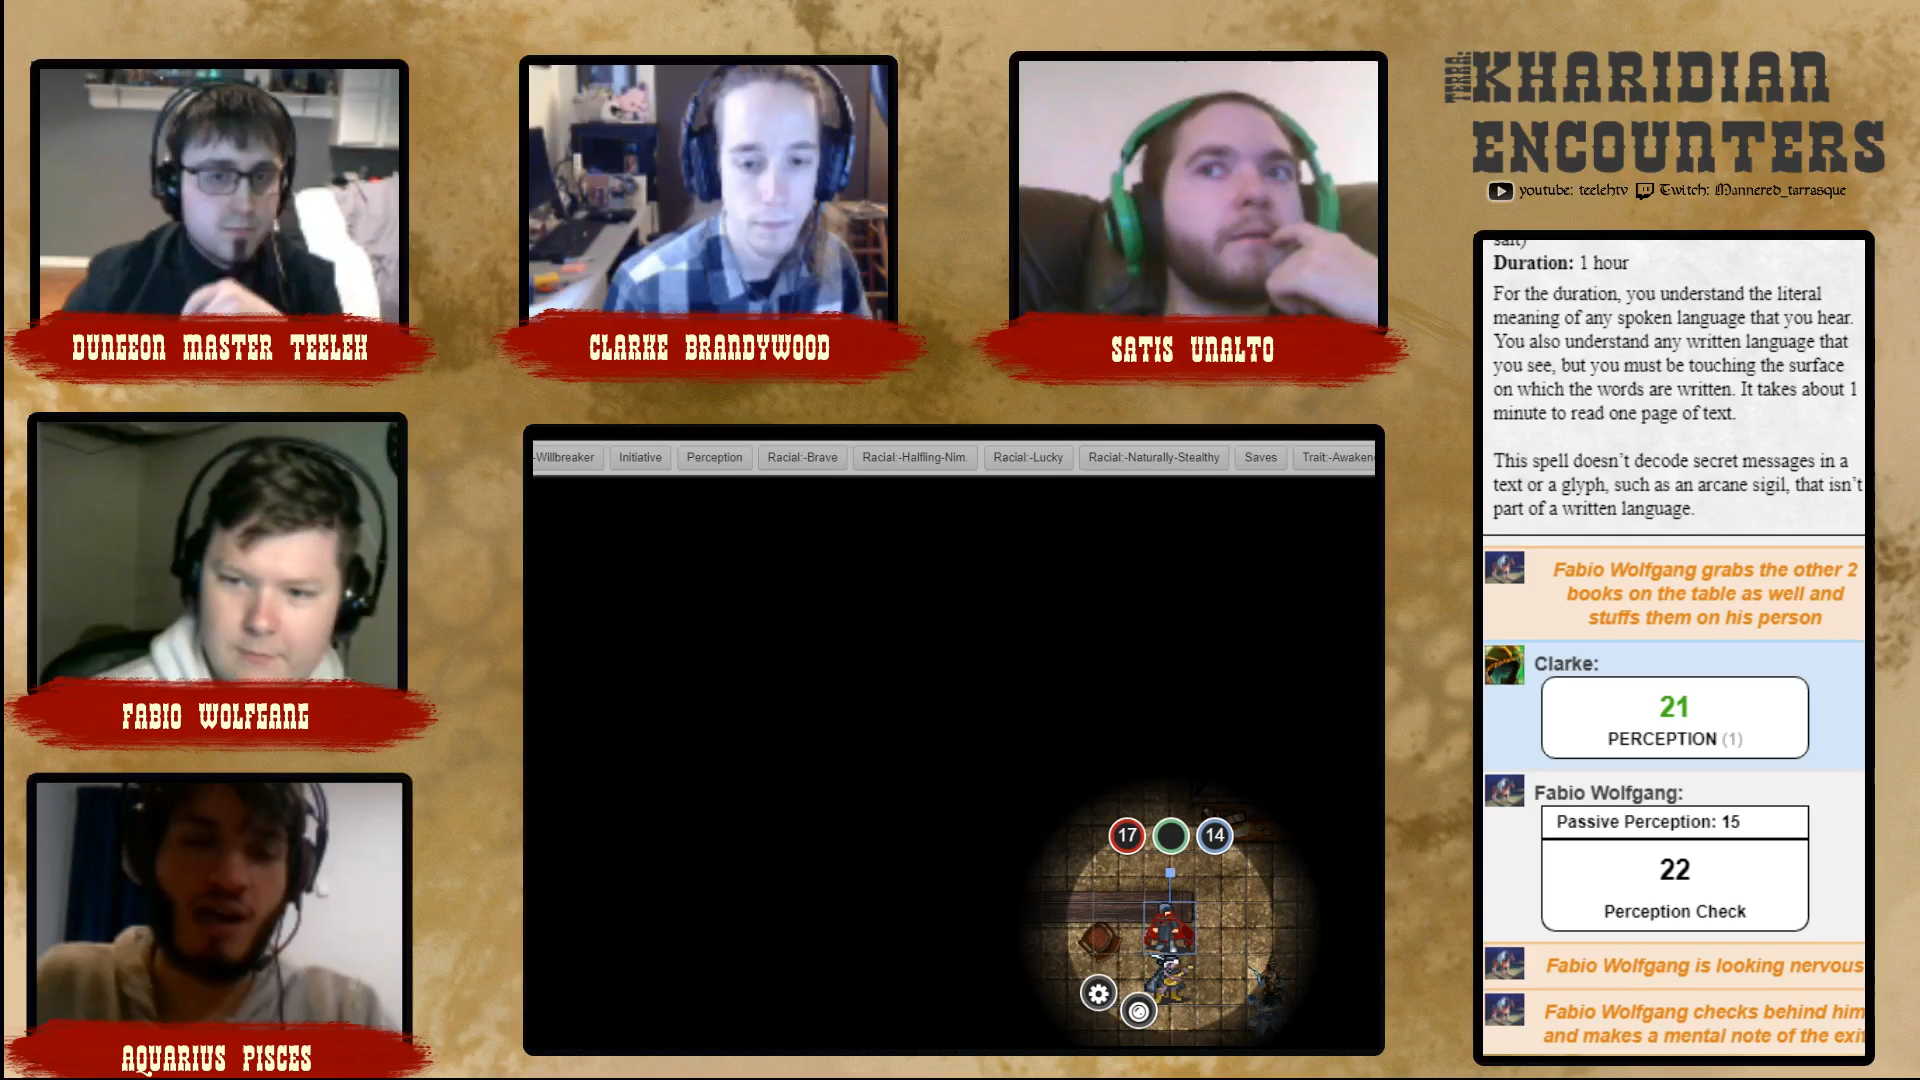 TERRA
KHARIDIAN
ENCOUNTERS
youtube: teelehtv Twitch: Mannered_tarrasque
DUNGEON MASTER TEELEH
CLARKE BRANDYWOOD
SATIS UNALTO
FABIO WOLFGANG
AQUARIUS PISCES
-Willbreaker Initiative Perception Racial:-Brave Racial:-Halfling-Nim. Racial:-Lucky Racial:-Naturally-Stealthy Saves Trait:-Awaken
17 14
salt)
Duration: 1 hour
For the duration, you understand the literal
meaning of any spoken language that you hear.
You also understand any written language that
you see, but you must be touching the surface
on which the words are written. It takes about 1
minute to read one page of text.
This spell doesn't decode secret messages in a
text or a glyph, such as an arcane sigil, that isn't
part of a written language.
Fabio Wolfgang grabs the other 2
books on the table as well and
stuffs them on his person
Clarke:
21
PERCEPTION (1)
Fabio Wolfgang:
Passive Perception: 15
22
Perception Check
Fabio Wolfgang is looking nervous
Fabio Wolfgang checks behind him
and makes a mental note of the exit